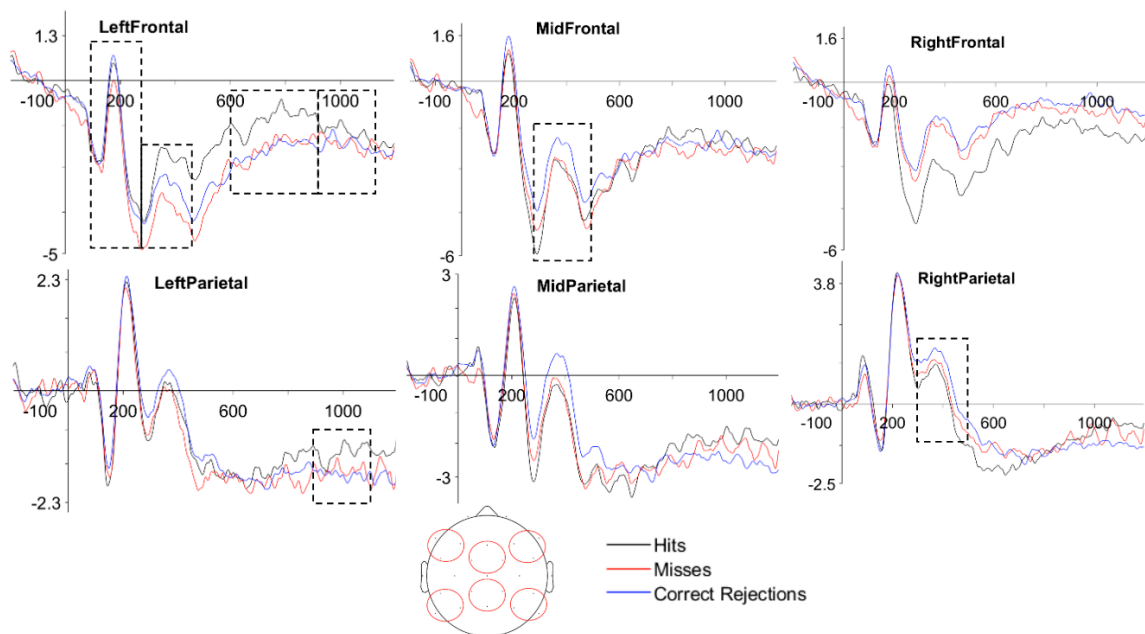 LeftFrontal
1.3
-100 200 600 1000
-5
MidFrontal
1.6
-100 200 600 1000
-6
RightFrontal
1.6
-100 200 600 1000
-6
LeftParietal
2.3
-100 200 600 1000
-2.3
MidParietal
3
-100 200 600 1000
-3
RightParietal
3.8
-100 200 600 1000
-2.5
Hits
Misses
Correct Rejections